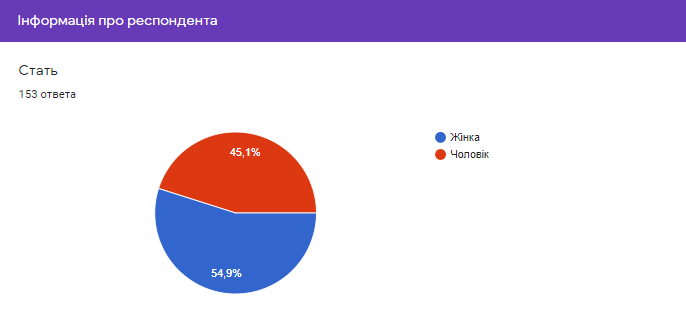 Інформація про респондента
Стать
153 ответа
45,1%
54,9%
Жінка
Чоловік